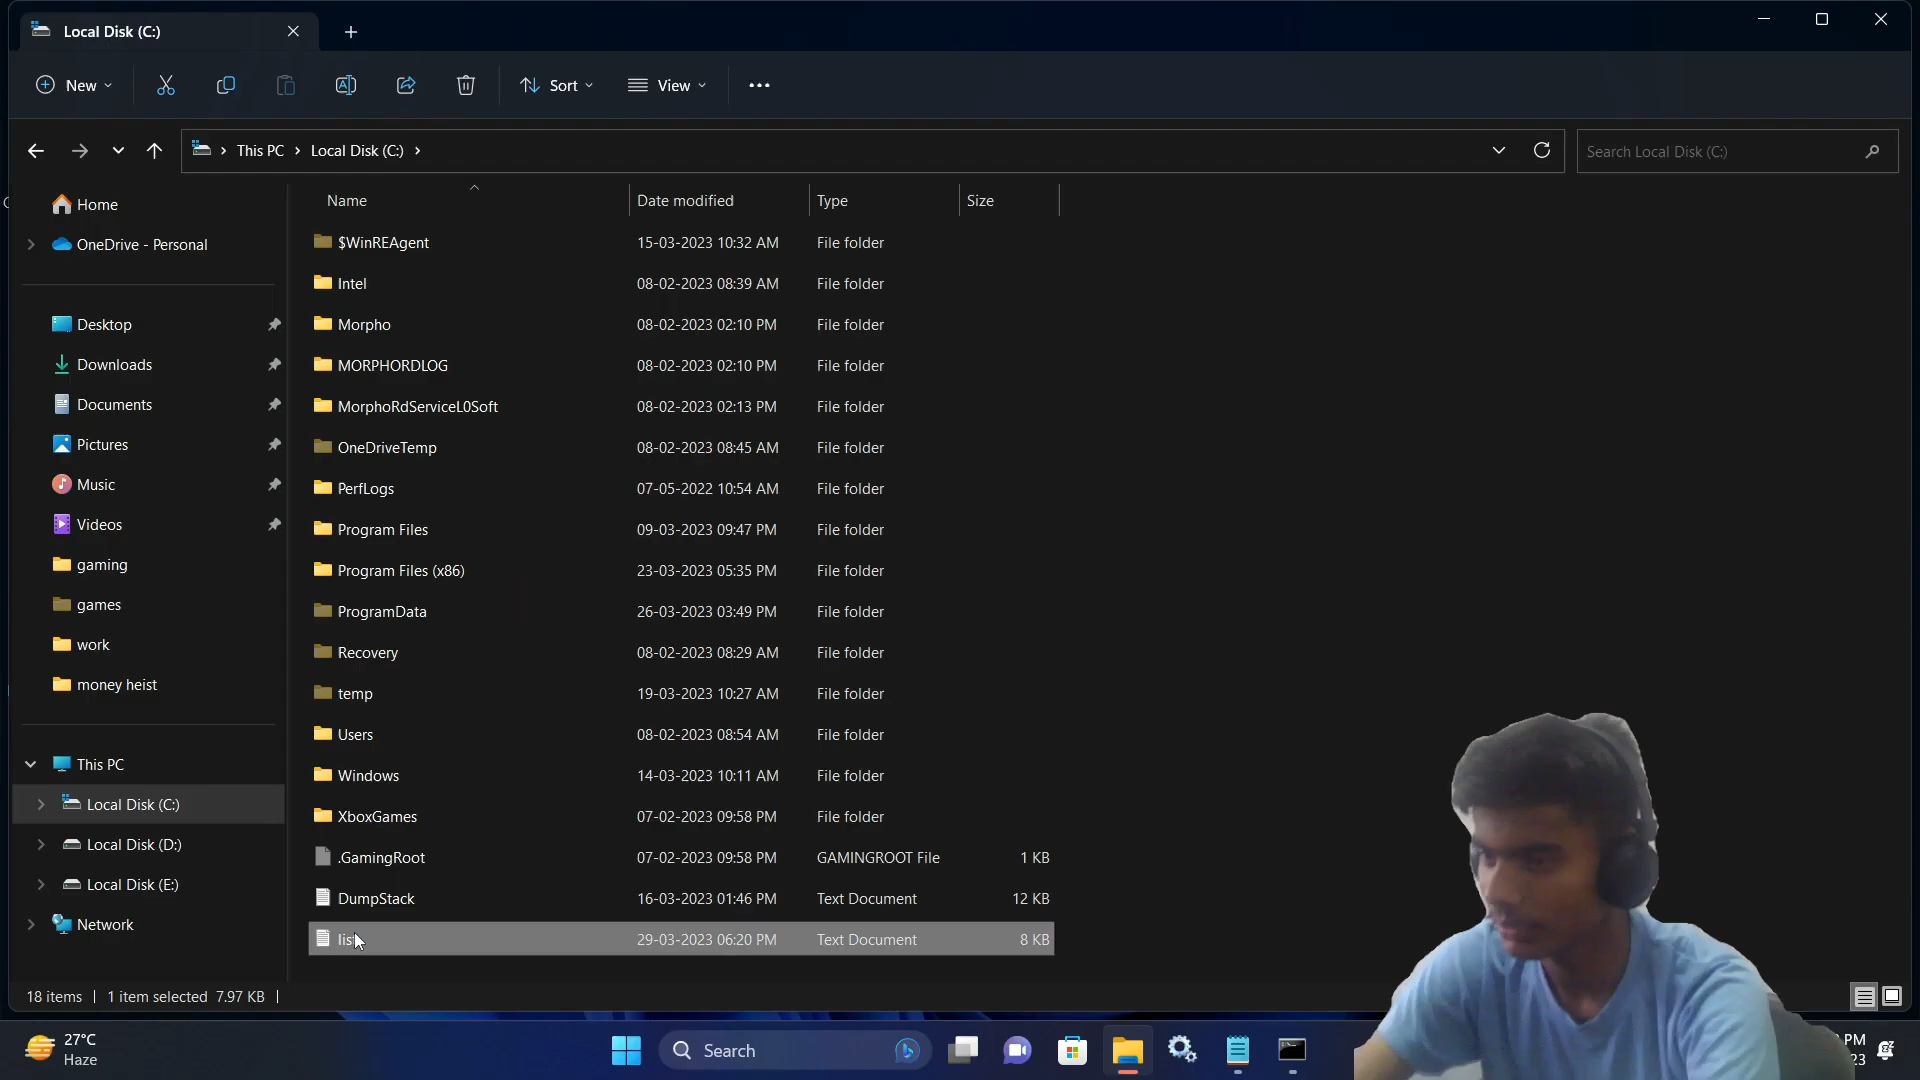 Local Disk (C:)
New
Sort
View
This PC > Local Disk (C:) >
Search Local Disk (C:)
Home
OneDrive - Personal
Desktop
Downloads
Documents
Pictures
Music
Videos
gaming
games
work
money heist
This PC
Local Disk (C:)
Local Disk (D:)
Local Disk (E:)
Network
Name Date modified Type Size
$WinREAgent 15-03-2023 10:32 AM File folder
Intel 08-02-2023 08:39 AM File folder
Morpho 08-02-2023 02:10 PM File folder
MORPHORDLOG 08-02-2023 02:10 PM File folder
MorphoRdServiceL0Soft 08-02-2023 02:13 PM File folder
OneDriveTemp 08-02-2023 08:45 AM File folder
PerfLogs 07-05-2022 10:54 AM File folder
Program Files 09-03-2023 09:47 PM File folder
Program Files (x86) 23-03-2023 05:35 PM File folder
ProgramData 26-03-2023 03:49 PM File folder
Recovery 08-02-2023 08:29 AM File folder
temp 19-03-2023 10:27 AM File folder
Users 08-02-2023 08:54 AM File folder
Windows 14-03-2023 10:11 AM File folder
XboxGames 07-02-2023 09:58 PM File folder
.GamingRoot 07-02-2023 09:58 PM GAMINGROOT File 1 KB
DumpStack 16-03-2023 01:46 PM Text Document 12 KB
29-03-2023 06:20 PM Text Document 8 KB
18 items | 1 item selected 7.97 KB |
27°C
Haze
Search
PM
23